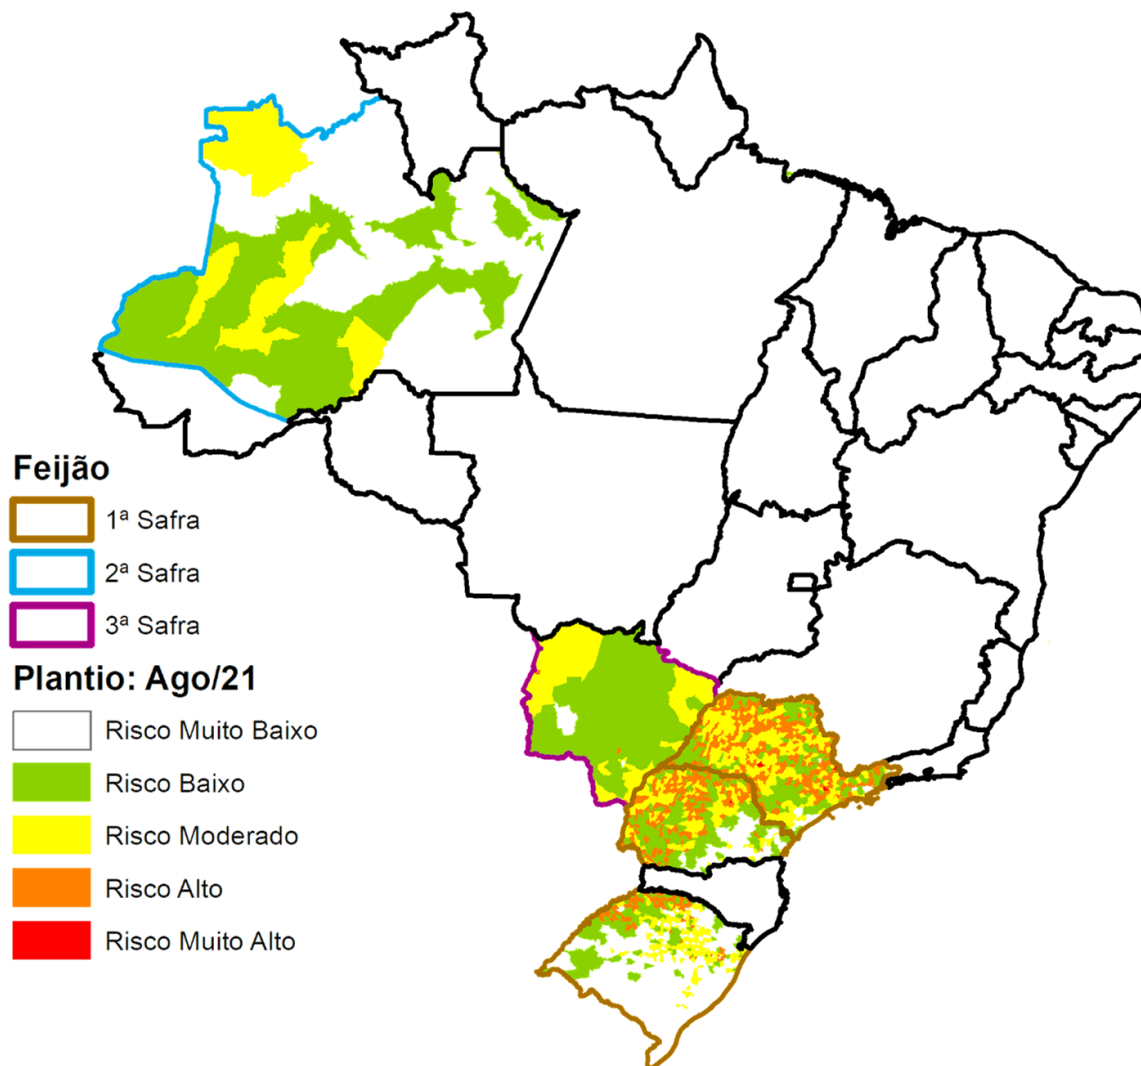 Feijão
1ª Safra
2ª Safra
3ª Safra
Plantio: Ago/21
Risco Muito Baixo
Risco Baixo
Risco Moderado
Risco Alto
Risco Muito Alto